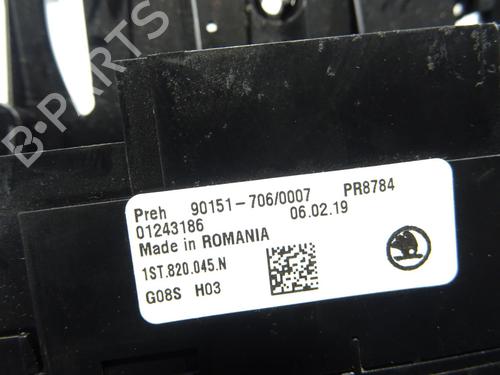 B-PARTS
Preh 90151-706/0007 PR8784
01243186 06.02.19
Made in ROMANIA
1ST.820.045.N
G08S H03